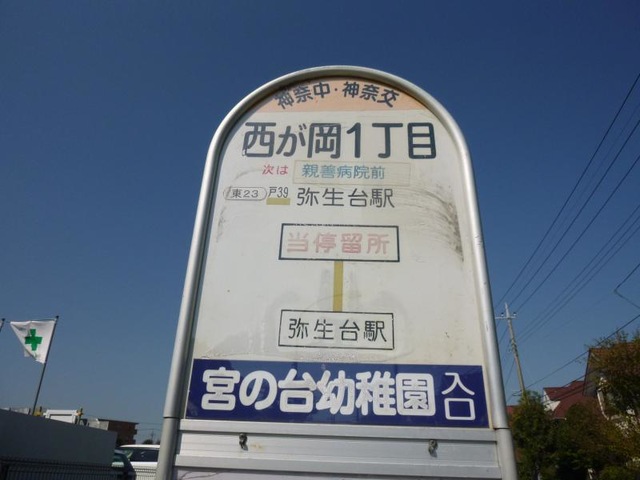 神奈中・神奈交
西が岡1丁目
次は 親善病院前
東23 戸39 弥生台駅
当停留所
弥生台駅
宮の台幼稚園入口